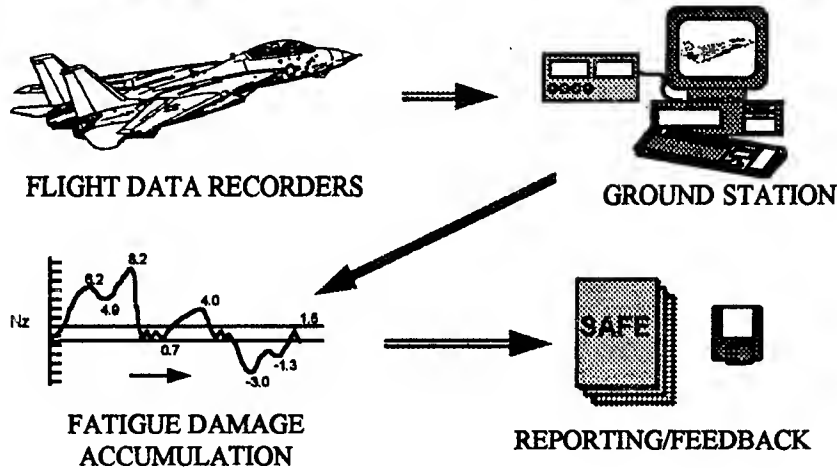 FLIGHT DATA RECORDERS
GROUND STATION
8.2
6.2
4.9
4.0
1.6
Nz
0.7
-1.3
-3.0
SAFE
FATIGUE DAMAGE
ACCUMULATION
REPORTING/FEEDBACK